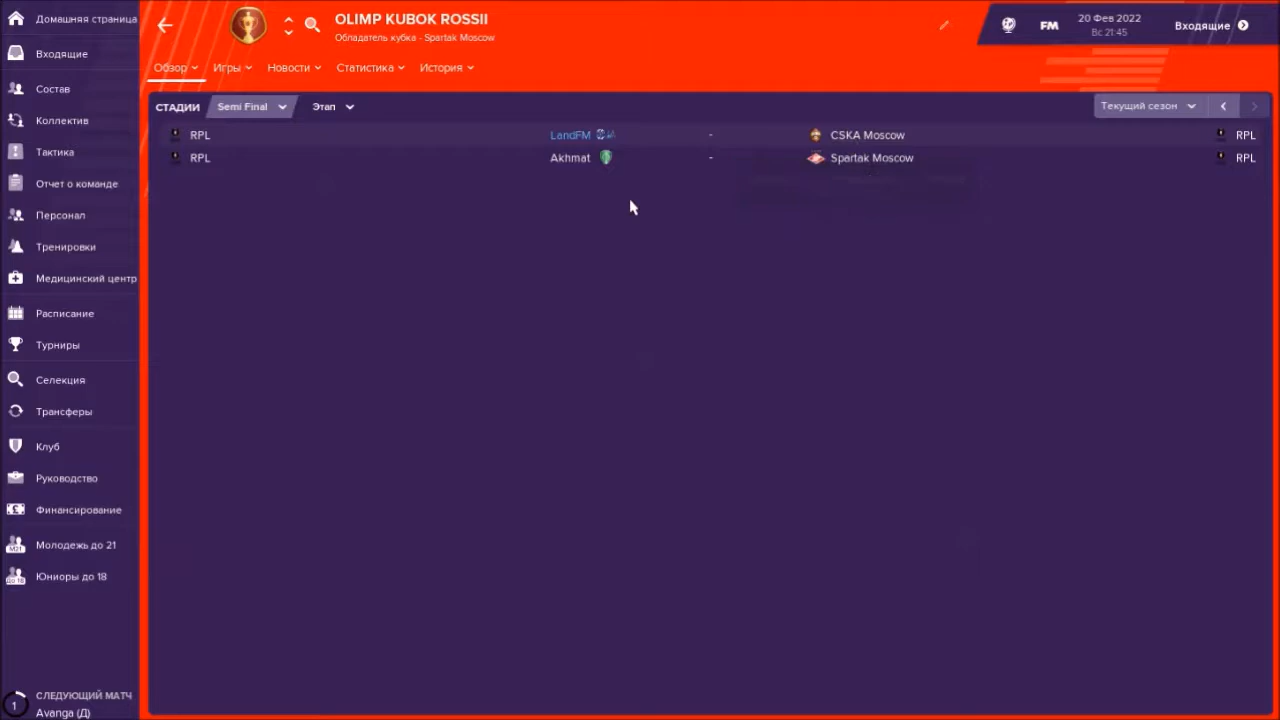 Домашняя страница
Входящие
Состав
Коллектив
Тактика
Отчет о команде
Персонал
Тренировки
Медицинский центр
Расписание
Турниры
Селекция
Трансферы
Клуб
Руководство
Финансирование
Молодежь до 21
Юниоры до 18
1 СЛЕДУЮЩИЙ МАТЧ
Avanga (Д)
OLIMP KUBOK ROSSII
Обладатель кубка - Spartak Moscow
FM
20 Фев 2022
Вс 21:45
Входящие
Обзор Игры Новости Статистика История
СТАДИИ Semi Final Этап Текущий сезон
RPL LandFM - CSKA Moscow RPL
RPL Akhmat - Spartak Moscow RPL